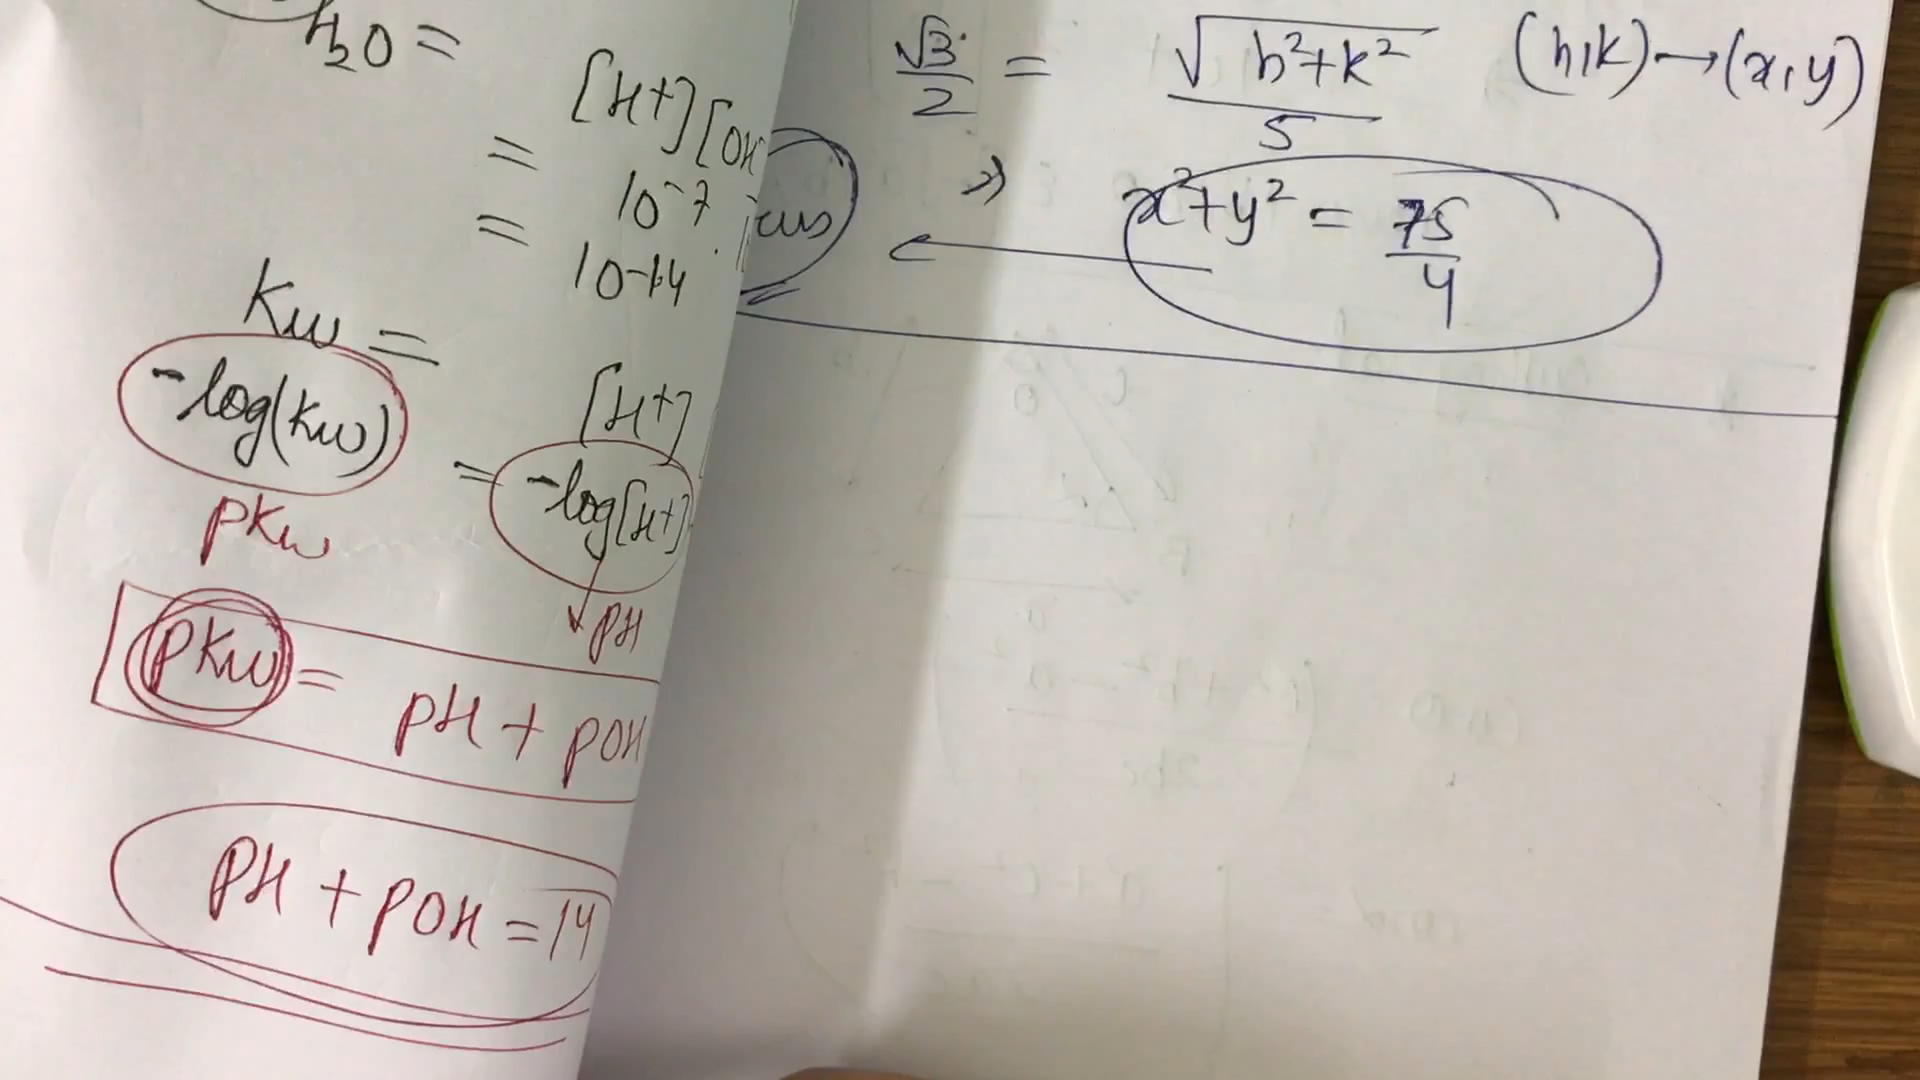 H2O =
= [H+][OH
= 10-7
10-14
Kw = [H+]
-log(Kw) = -log[H+]
pKw
pH
pKw = pH + pOH
pH + pOH = 14
√3/2 = √h²+k²/5 (h,k)→(x,y)
⇒ x²+y² = 75/4
cus